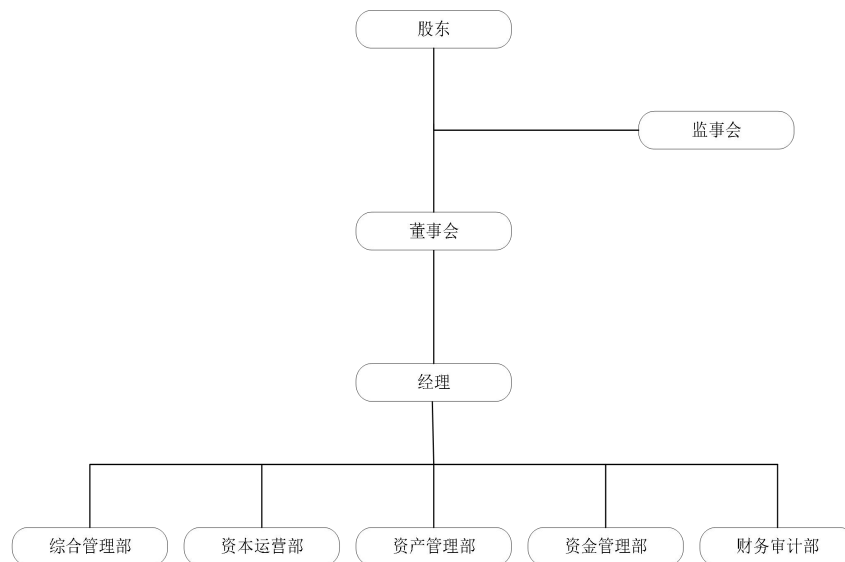 股东
监事会
董事会
经理
综合管理部
资本运营部
资产管理部
资金管理部
财务审计部